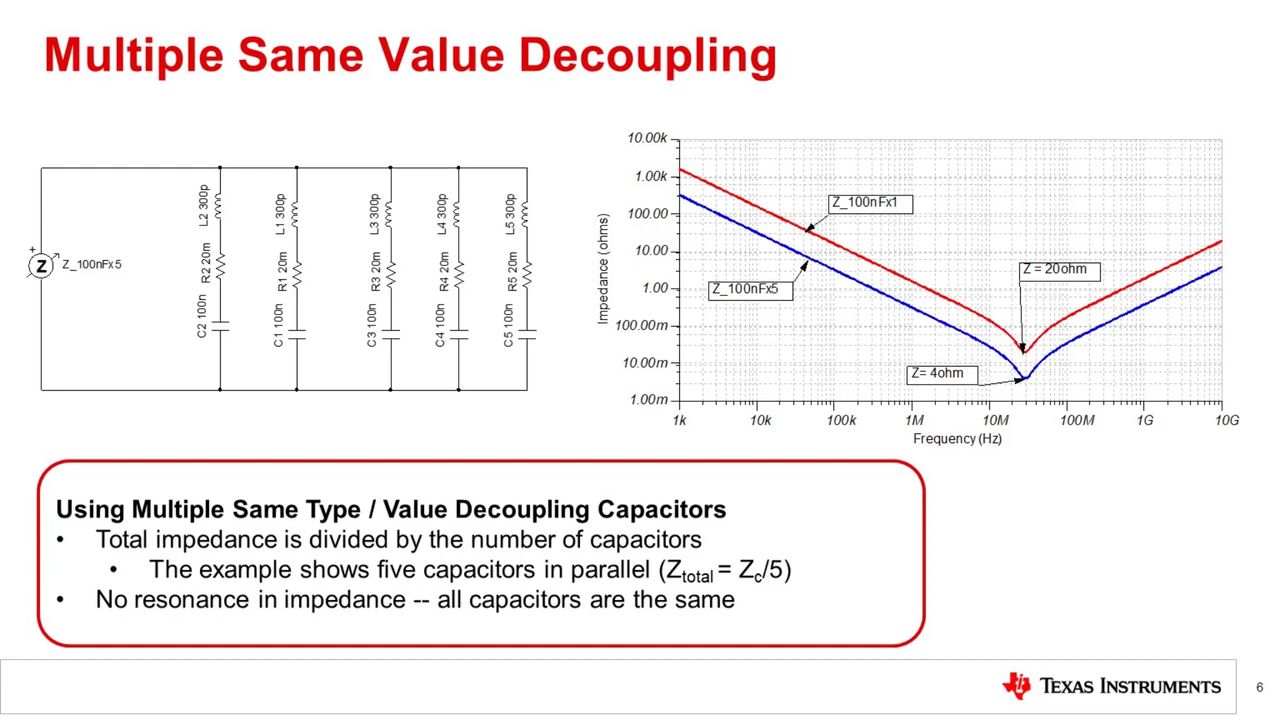 Multiple Same Value Decoupling
+
Z
Z_100nFx5
L2 300p
R2 20m
C2 100n
L1 300p
R1 20m
C1 100n
L3 300p
R3 20m
C3 100n
L4 300p
R4 20m
C4 100n
L5 300p
R5 20m
C5 100n
Impedance (ohms)
10.00k
1.00k
100.00
10.00
1.00
100.00m
10.00m
1.00m
Z_100nFx1
Z_100nFx5
Z = 20ohm
Z= 4ohm
1k 10k 100k 1M 10M 100M 1G 10G
Frequency (Hz)
Using Multiple Same Type / Value Decoupling Capacitors
• Total impedance is divided by the number of capacitors
• The example shows five capacitors in parallel (Ztotal = Zc/5)
• No resonance in impedance -- all capacitors are the same
TEXAS INSTRUMENTS
6